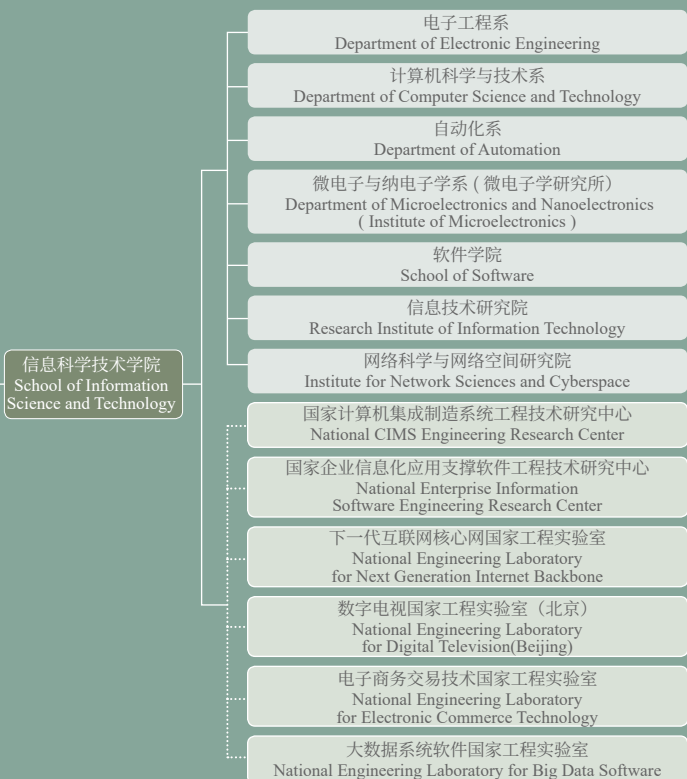 信息科学技术学院
School of Information
Science and Technology
电子工程系
Department of Electronic Engineering
计算机科学与技术系
Department of Computer Science and Technology
自动化系
Department of Automation
微电子与纳电子学系 ( 微电子学研究所）
Department of Microelectronics and Nanoelectronics
( Institute of Microelectronics )
软件学院
School of Software
信息技术研究院
Research Institute of Information Technology
网络科学与网络空间研究院
Institute for Network Sciences and Cyberspace
国家计算机集成制造系统工程技术研究中心
National CIMS Engineering Research Center
国家企业信息化应用支撑软件工程技术研究中心
National Enterprise Information
Software Engineering Research Center
下一代互联网核心网国家工程实验室
National Engineering Laboratory
for Next Generation Internet Backbone
数字电视国家工程实验室（北京）
National Engineering Laboratory
for Digital Television(Beijing)
电子商务交易技术国家工程实验室
National Engineering Laboratory
for Electronic Commerce Technology
大数据系统软件国家工程实验室
National Engineering Laboratory for Big Data Software